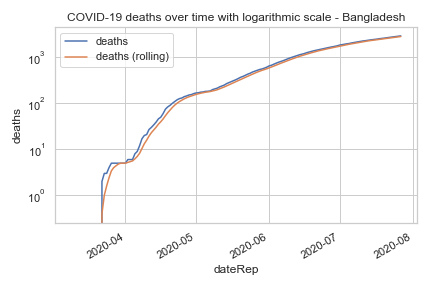 COVID-19 deaths over time with logarithmic scale - Bangladesh
deaths
deaths (rolling)
10³
10²
10¹
10⁰
deaths
2020-04
2020-05
2020-06
2020-07
2020-08
dateRep